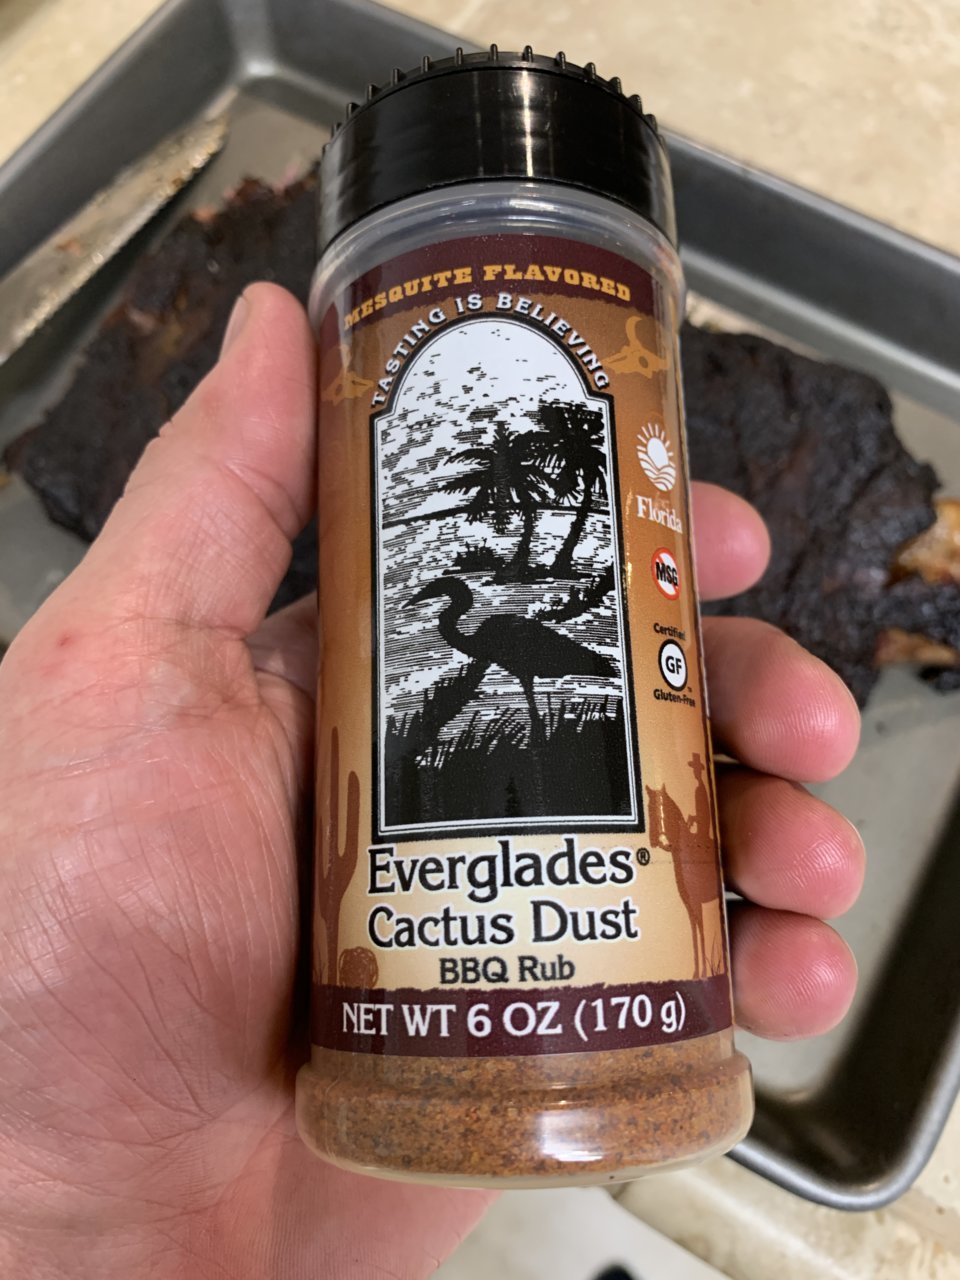 MESQUITE FLAVORED
TASTING IS BELIEVING
Florida
MSG
Certified
GF
Gluten-Free
Everglades®
Cactus Dust
BBQ Rub
NET WT 6 OZ (170 g)